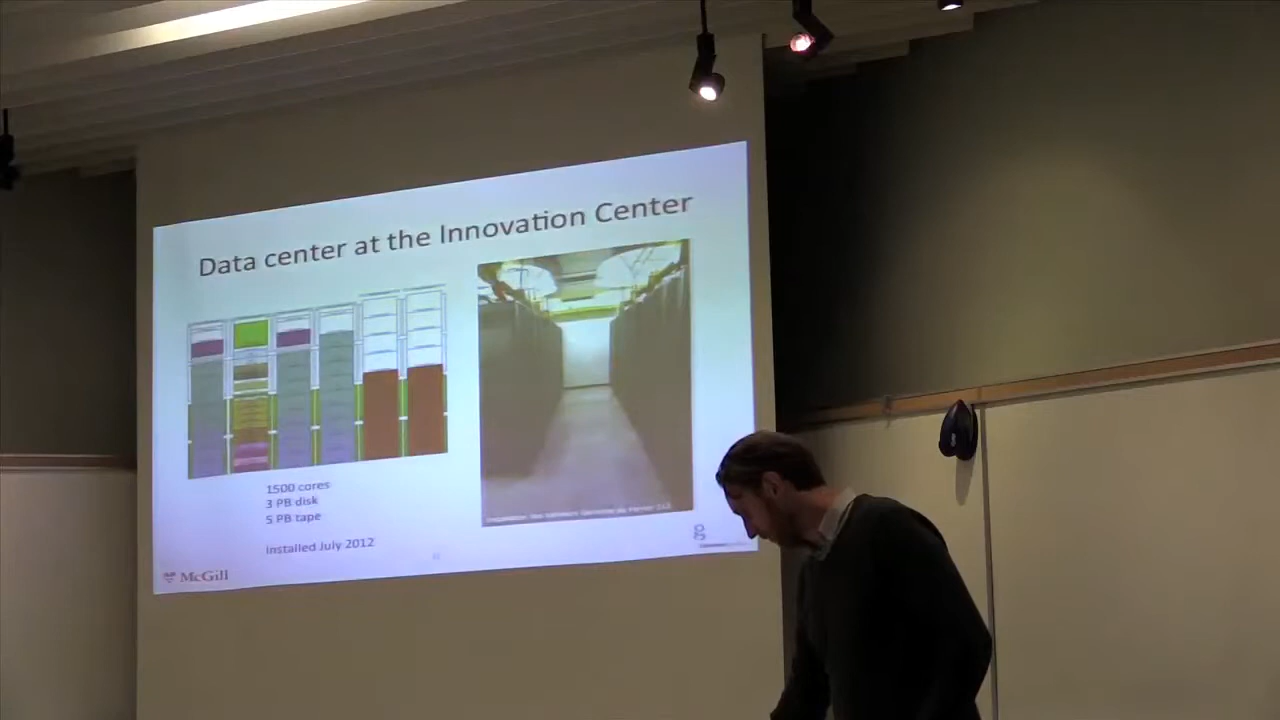 Data center at the Innovation Center
1500 cores
3 PB disk
5 PB tape
Installed July 2012
McGill